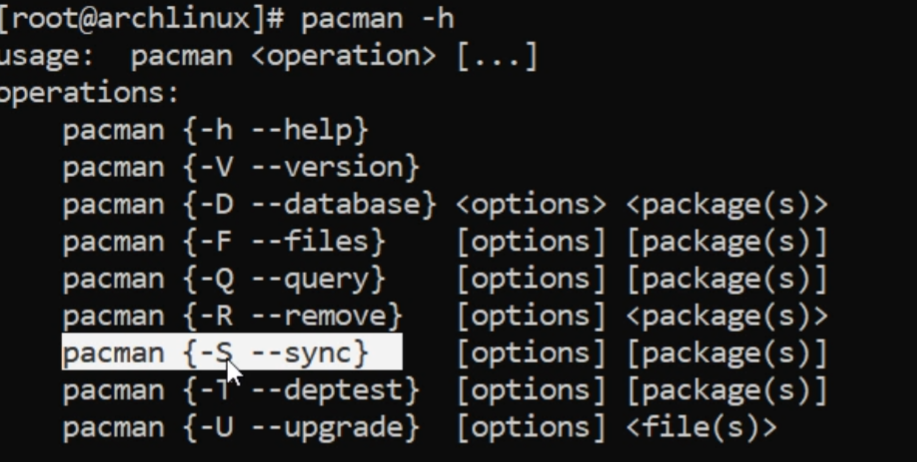 [root@archlinux]# pacman -h
usage:  pacman <operation> [...]
operations:
    pacman {-h --help}
    pacman {-V --version}
    pacman {-D --database} <options> <package(s)>
    pacman {-F --files}    [options] [package(s)]
    pacman {-Q --query}    [options] [package(s)]
    pacman {-R --remove}   [options] <package(s)>
    pacman {-S --sync}     [options] [package(s)]
    pacman {-T --deptest}  [options] [package(s)]
    pacman {-U --upgrade}  [options] <file(s)>